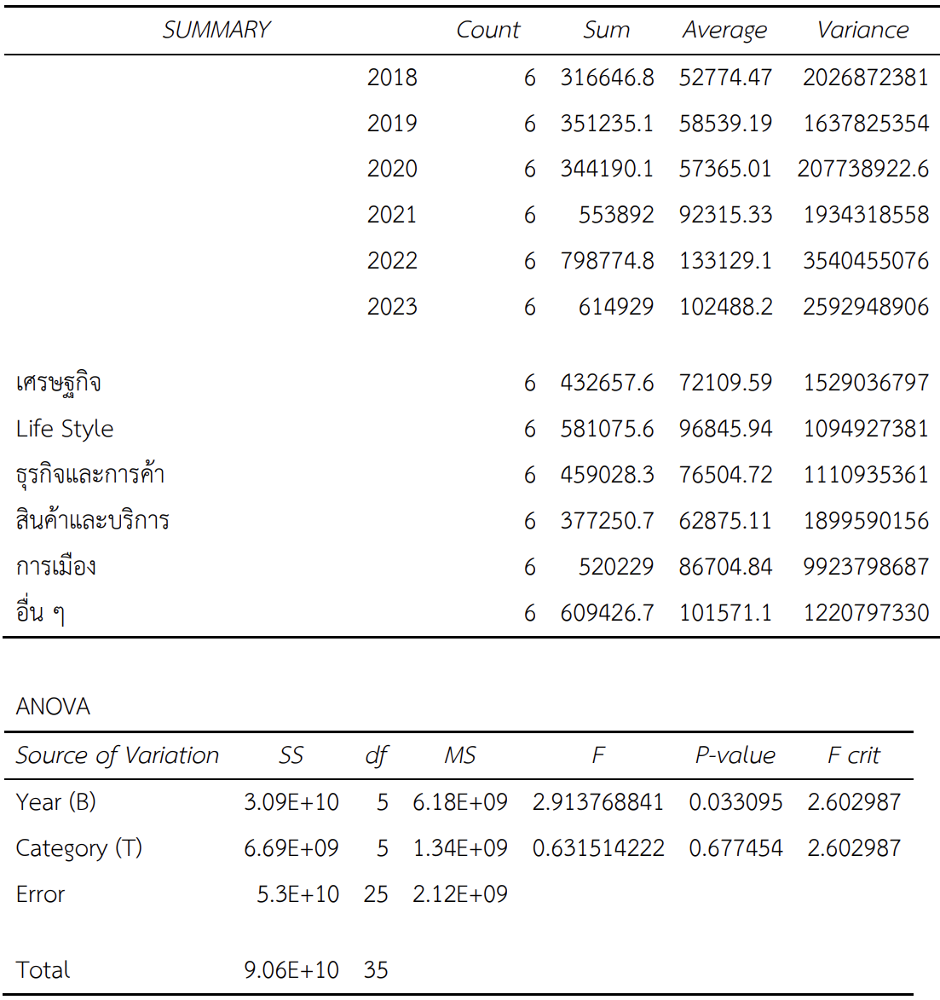 SUMMARY Count Sum Average Variance
2018 6 316646.8 52774.47 2026872381
2019 6 351235.1 58539.19 1637825354
2020 6 344190.1 57365.01 207738922.6
2021 6 553892 92315.33 1934318558
2022 6 798774.8 133129.1 3540455076
2023 6 614929 102488.2 2592948906
เศรษฐกิจ 6 432657.6 72109.59 1529036797
Life Style 6 581075.6 96845.94 1094927381
ธุรกิจและการค้า 6 459028.3 76504.72 1110935361
สินค้าและบริการ 6 377250.7 62875.11 1899590156
การเมือง 6 520229 86704.84 9923798687
อื่น ๆ 6 609426.7 101571.1 1220797330
ANOVA
Source of Variation SS df MS F P-value F crit
Year (B) 3.09E+10 5 6.18E+09 2.913768841 0.033095 2.602987
Category (T) 6.69E+09 5 1.34E+09 0.631514222 0.677454 2.602987
Error 5.3E+10 25 2.12E+09
Total 9.06E+10 35